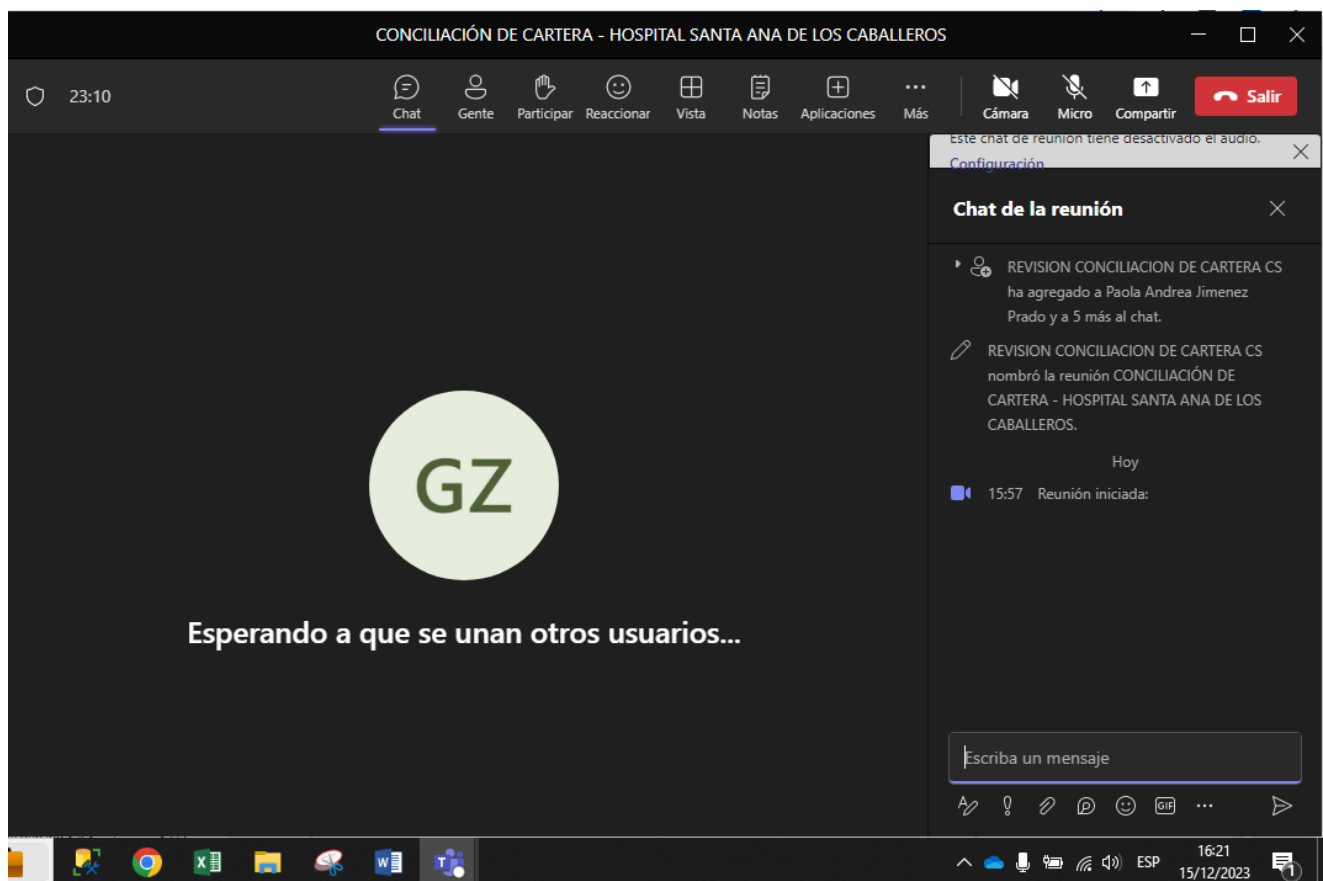 CONCILIACIÓN DE CARTERA - HOSPITAL SANTA ANA DE LOS CABALLEROS
23:10
Chat
Gente
Participar
Reaccionar
Vista
Notas
Aplicaciones
Más
Cámara
Micro
Compartir
Salir
Este chat de reunión tiene desactivado el audio.
Configuración
Chat de la reunión
REVISION CONCILIACION DE CARTERA CS
ha agregado a Paola Andrea Jimenez
Prado y a 5 más al chat.
REVISION CONCILIACION DE CARTERA CS
nombró la reunión CONCILIACIÓN DE
CARTERA - HOSPITAL SANTA ANA DE LOS
CABALLEROS.
Hoy
15:57 Reunión iniciada:
GZ
Esperando a que se unan otros usuarios...
Escriba un mensaje
GIF
ESP
16:21
15/12/2023
1